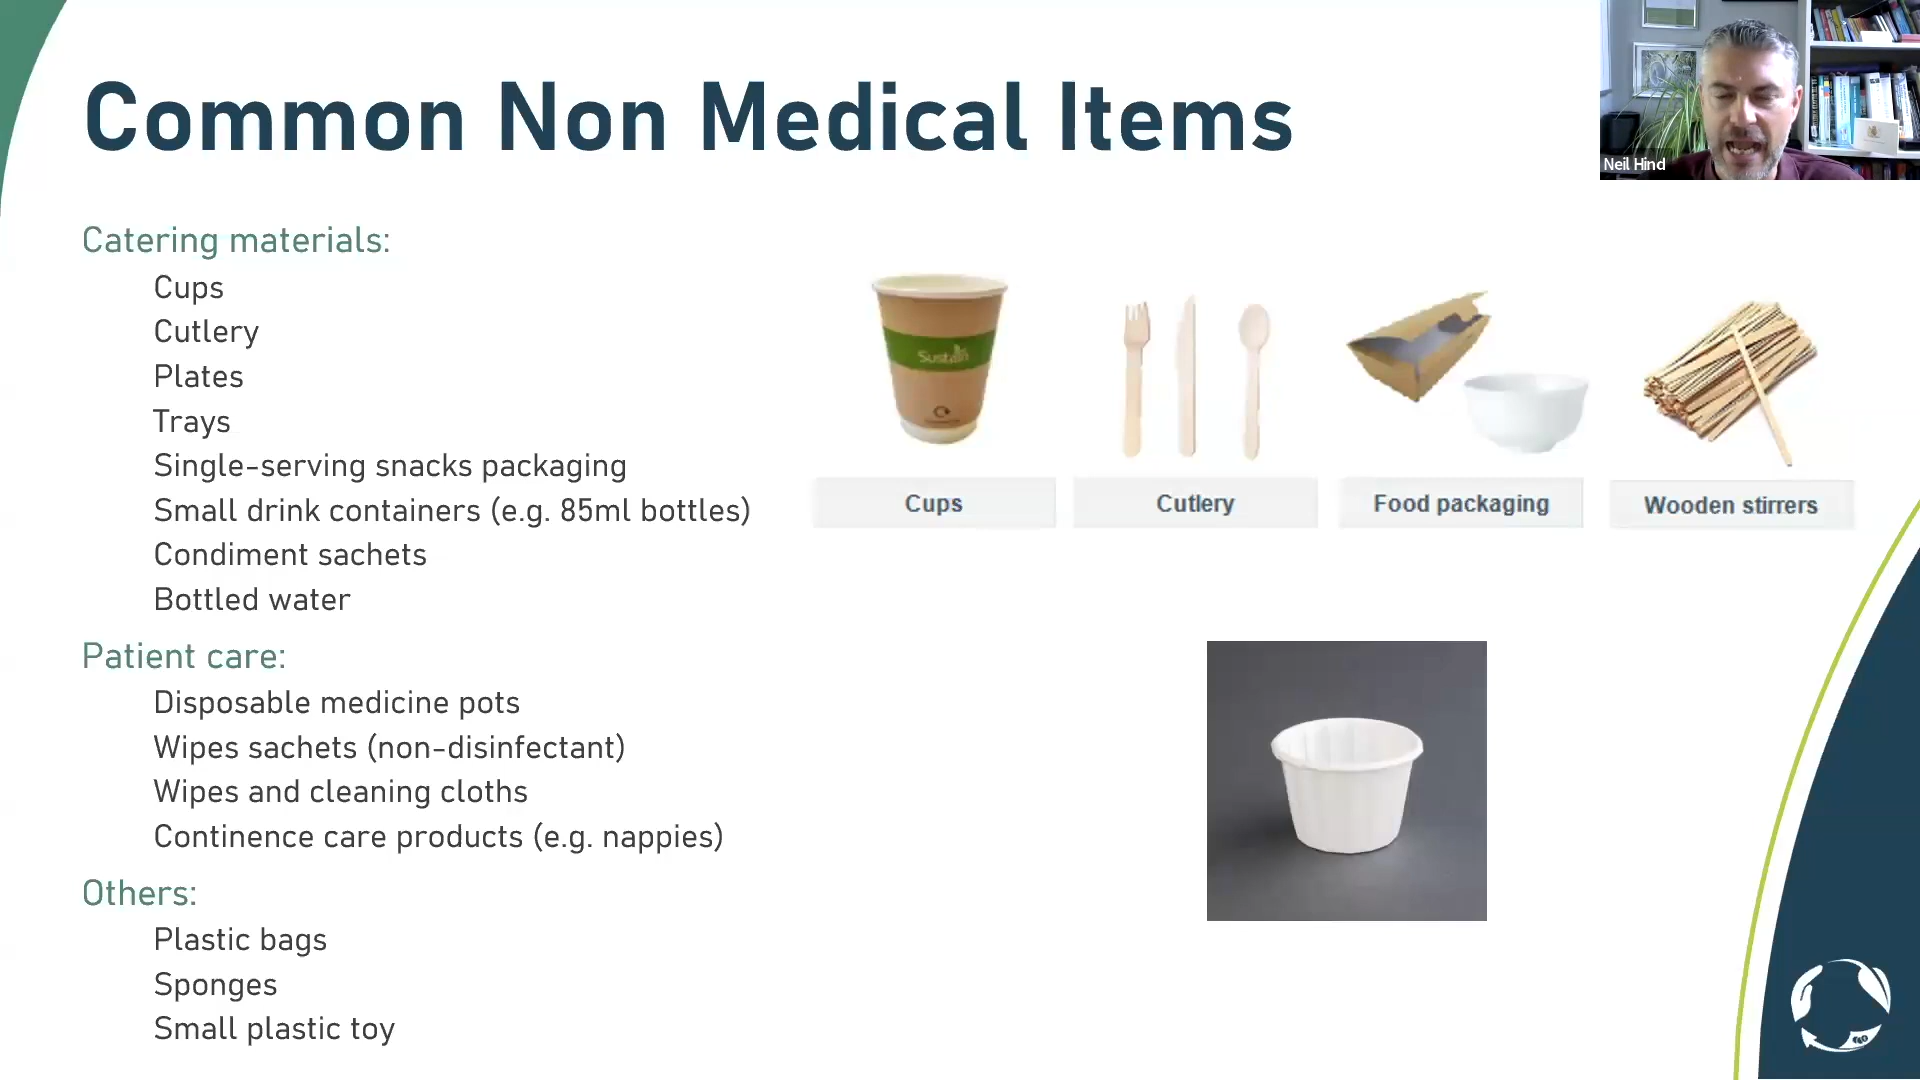 Common Non Medical Items
Neil Hind
Catering materials:
Cups
Cutlery
Plates
Trays
Single-serving snacks packaging
Small drink containers (e.g. 85ml bottles)
Condiment sachets
Bottled water
Sustain
Cups
Cutlery
Food packaging
Wooden stirrers
Patient care:
Disposable medicine pots
Wipes sachets (non-disinfectant)
Wipes and cleaning cloths
Continence care products (e.g. nappies)
Others:
Plastic bags
Sponges
Small plastic toy